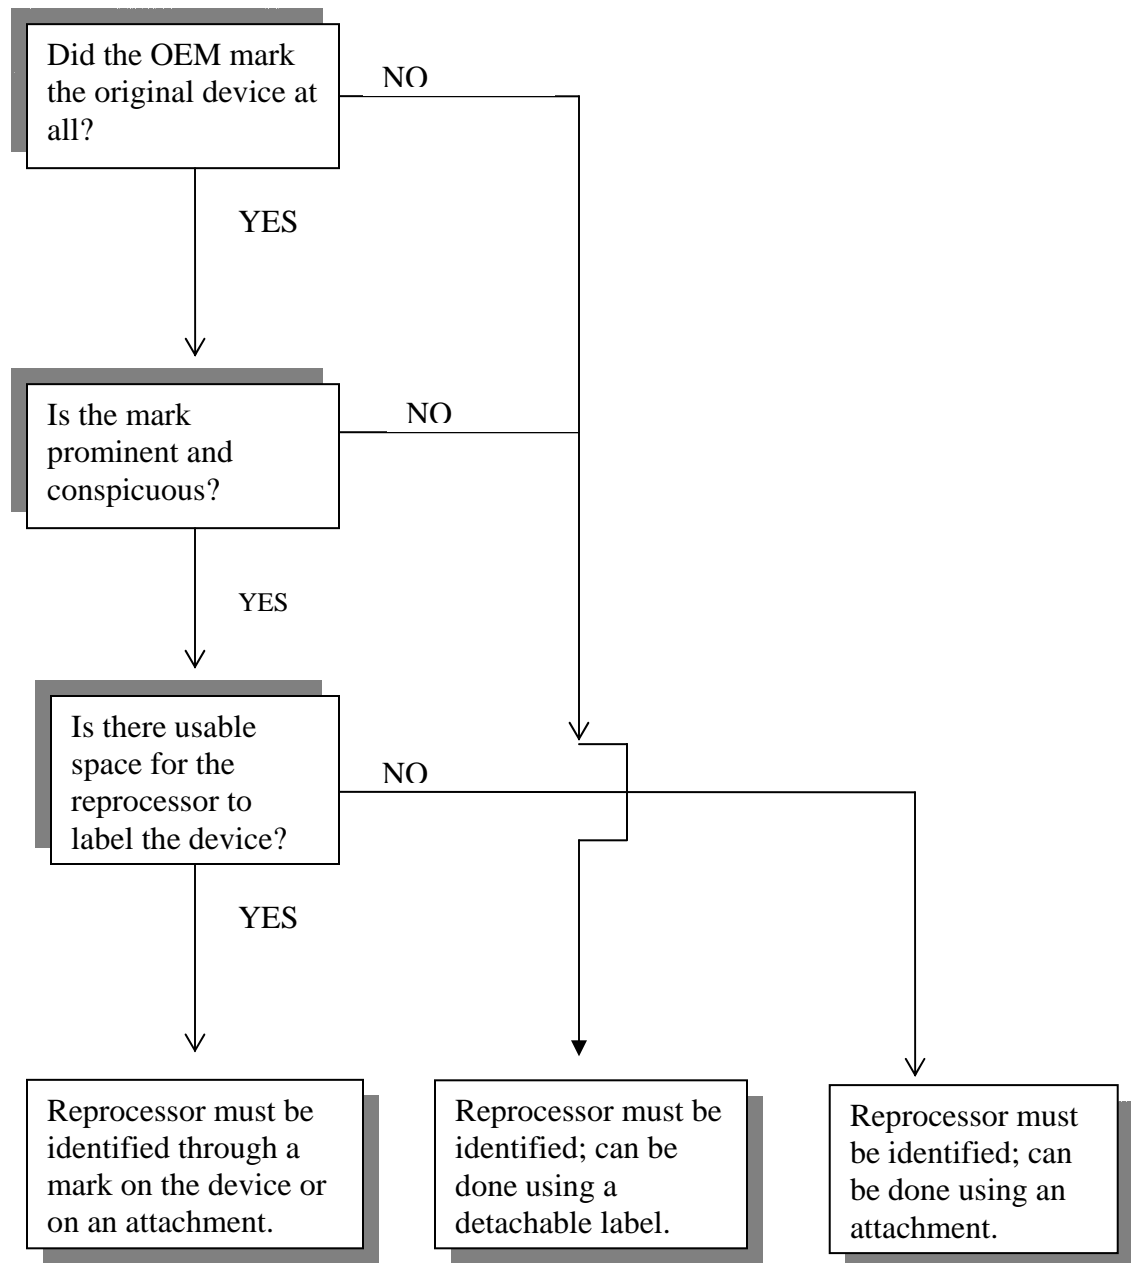 Did the OEM mark
the original device at
all?
NO
YES
Is the mark
prominent and
conspicuous?
NO
YES
Is there usable
space for the
reprocessor to
label the device?
NO
YES
Reprocessor must be
identified through a
mark on the device or
on an attachment.
Reprocessor must be
identified; can be
done using a
detachable label.
Reprocessor must
be identified; can
be done using an
attachment.